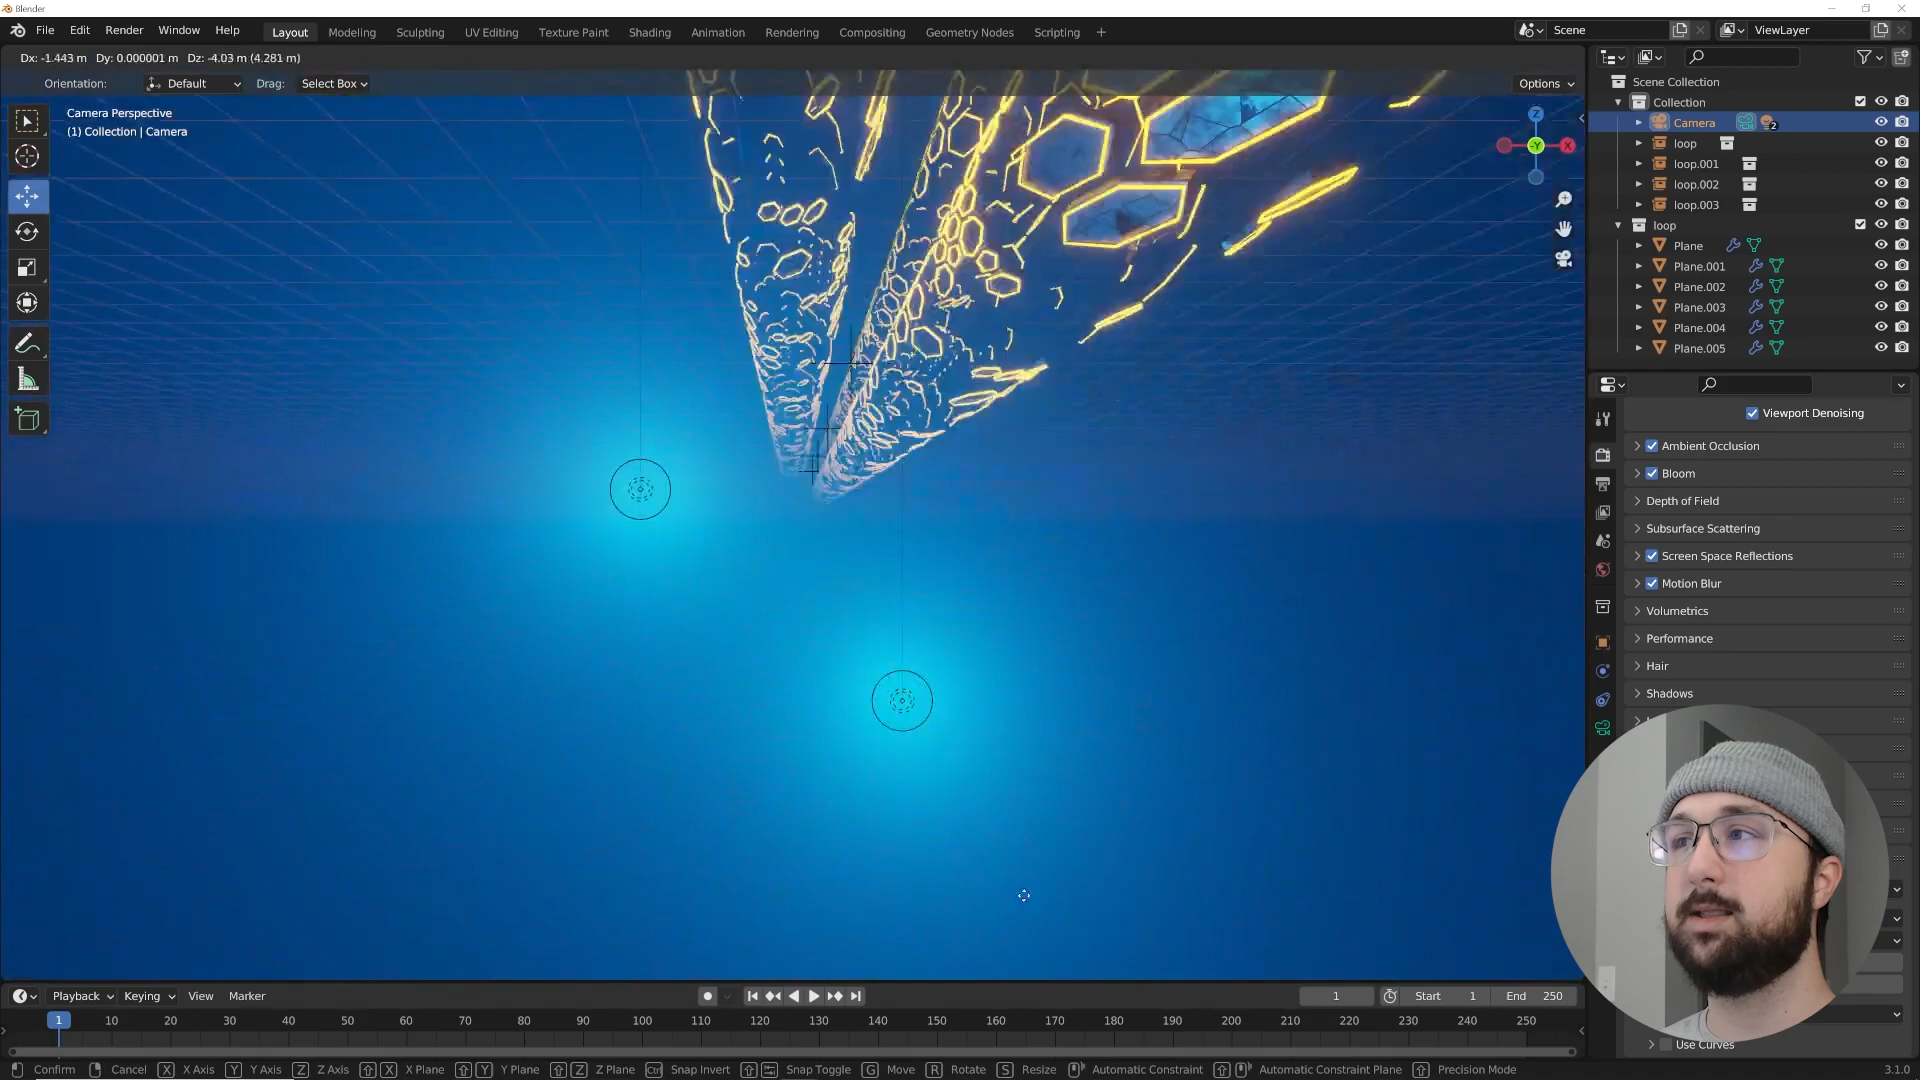 Blender
File Edit Render Window Help
Layout Modeling Sculpting UV Editing Texture Paint Shading Animation Rendering Compositing Geometry Nodes Scripting +
Scene
ViewLayer
Dx: -1.443 m Dy: 0.000001 m Dz: -4.03 m (4.281 m)
Orientation: Default Drag: Select Box
Options
Camera Perspective
(1) Collection | Camera
Z
-Y
X
Scene Collection
Collection
Camera
2
loop
loop.001
loop.002
loop.003
loop
Plane
Plane.001
Plane.002
Plane.003
Plane.004
Plane.005
Viewport Denoising
Ambient Occlusion
Bloom
Depth of Field
Subsurface Scattering
Screen Space Reflections
Motion Blur
Volumetrics
Performance
Hair
Shadows
Use Curves
Playback Keying View Marker
1 Start 1 End 250
1 10 20 30 40 50 60 70 80 90 100 110 120 130 140 150 160 170 180 190 200 210 220 230 240 250
Confirm Cancel X X Axis Y Y Axis Z Z Axis X X Plane Y Y Plane Z Z Plane Ctrl Snap Invert Snap Toggle G Move R Rotate S Resize Automatic Constraint Automatic Constraint Plane Precision Mode
3.1.0